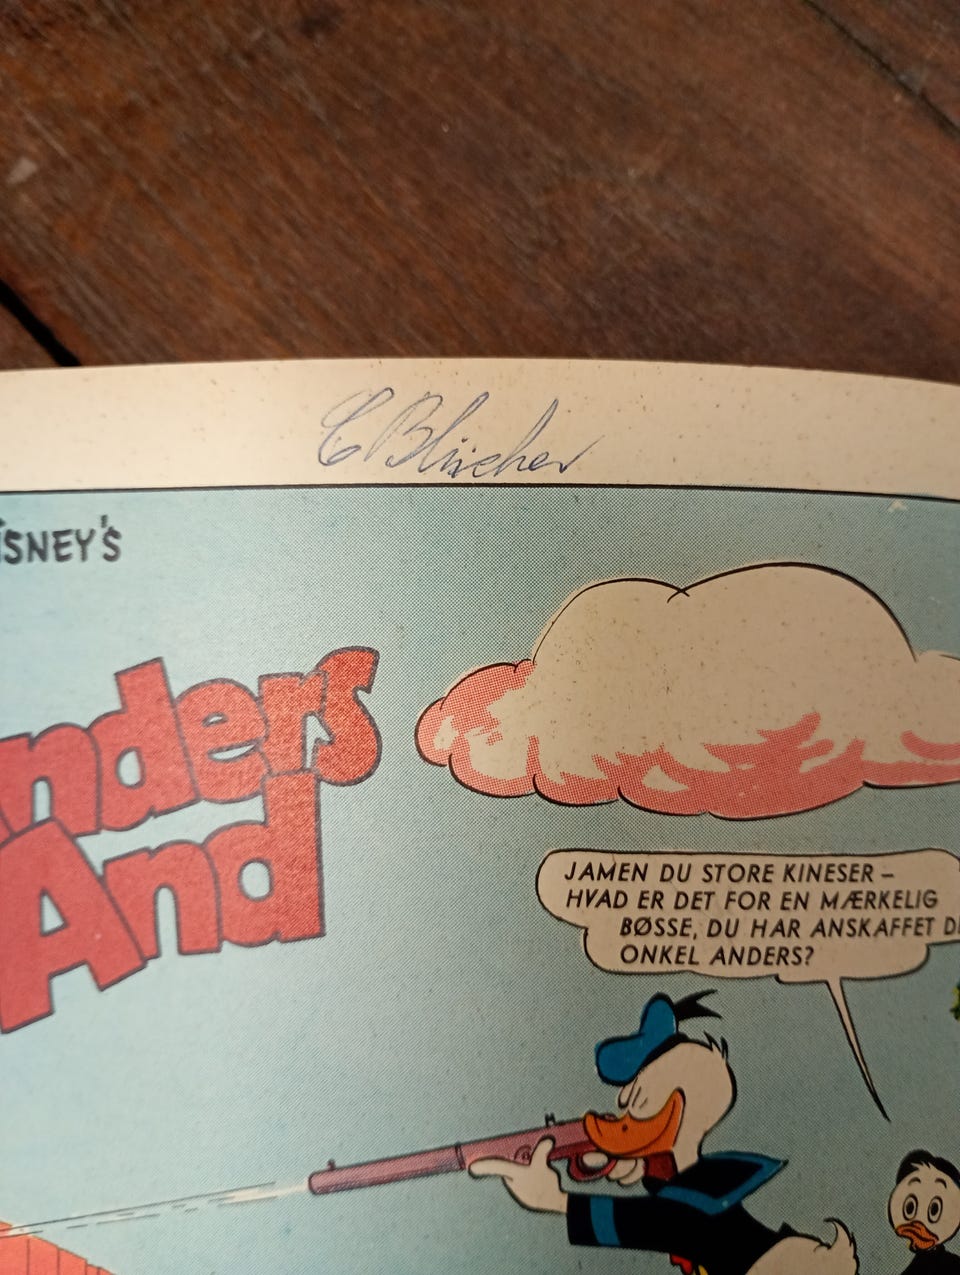 Blicher
ISNEY'S
nders
And
JAMEN DU STORE KINESER –
HVAD ER DET FOR EN MÆRKELIG
BØSSE, DU HAR ANSKAFFET D
ONKEL ANDERS?